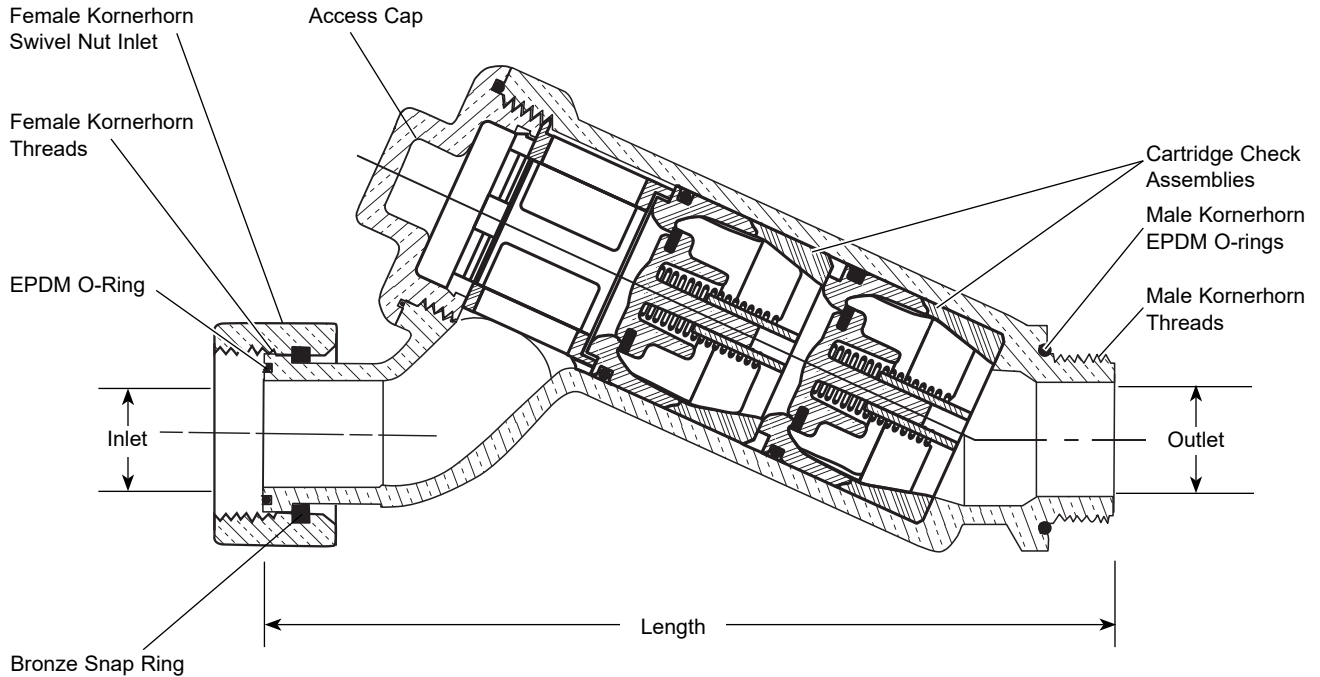 Female Kornerhorn
Swivel Nut Inlet
Access Cap
Female Kornerhorn
Threads
Cartridge Check
Assemblies
Male Kornerhorn
EPDM O-rings
EPDM O-Ring
Male Kornerhorn
Threads
Inlet
Outlet
Length
Bronze Snap Ring